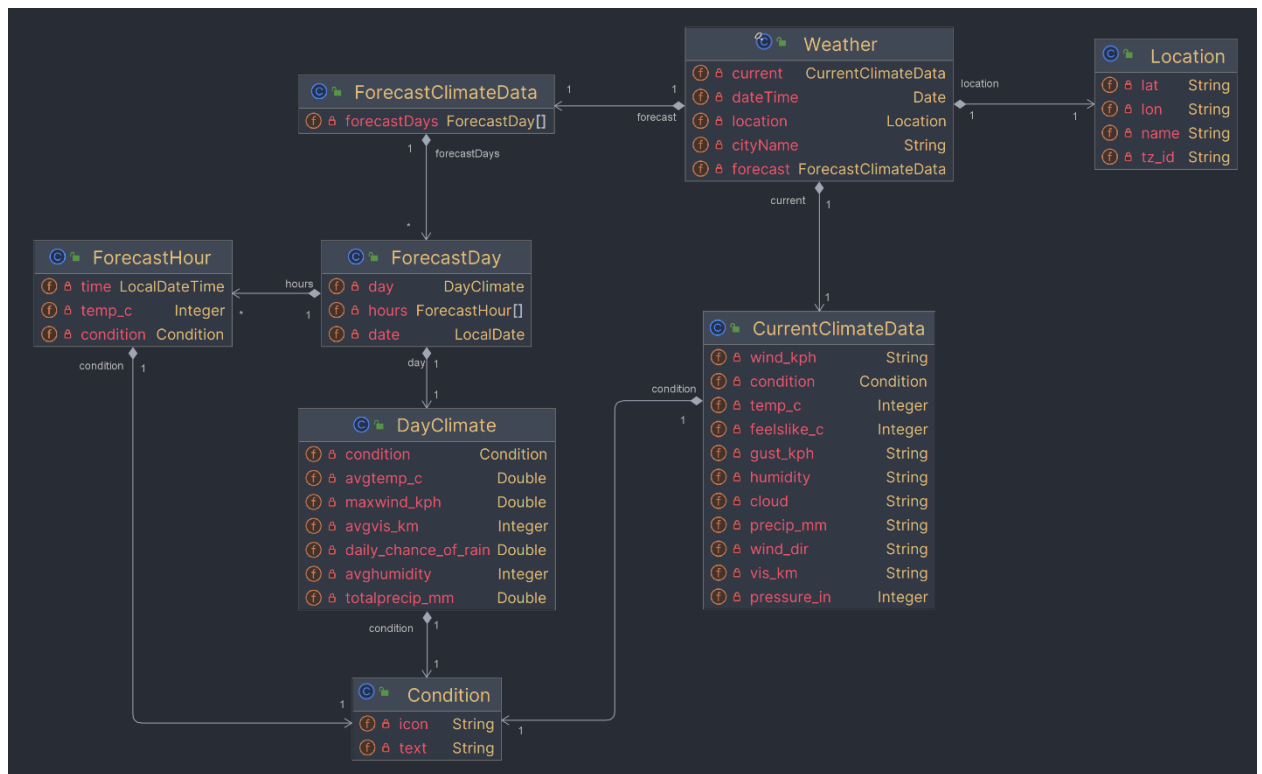 Weather
current CurrentClimateData
dateTime Date
location Location
cityName String
forecast ForecastClimateData
location
1
1
Location
lat String
lon String
name String
tz_id String
1
1
forecast
ForecastClimateData
forecastDays ForecastDay[]
1
forecastDays
*
current
1
1
ForecastHour
time LocalDateTime
temp_c Integer
condition Condition
hours
*
1
ForecastDay
day DayClimate
hours ForecastHour[]
date LocalDate
condition
1
day
1
1
CurrentClimateData
wind_kph String
condition Condition
temp_c Integer
feelslike_c Integer
gust_kph String
humidity String
cloud String
precip_mm String
wind_dir String
vis_km String
pressure_in Integer
condition
1
DayClimate
condition Condition
avgtemp_c Double
maxwind_kph Double
avgvis_km Integer
daily_chance_of_rain Double
avghumidity Integer
totalprecip_mm Double
condition
1
1
1
1
Condition
icon String
text String